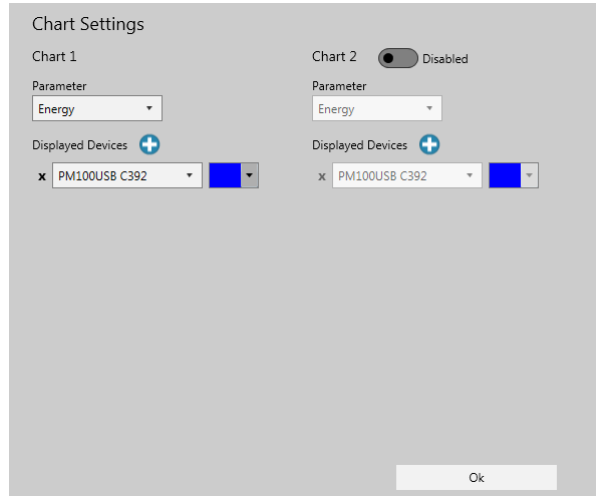 Chart Settings
Chart 1
Parameter
Energy
Displayed Devices
x PM100USB C392
Chart 2 Disabled
Parameter
Energy
Displayed Devices
x PM100USB C392
Ok